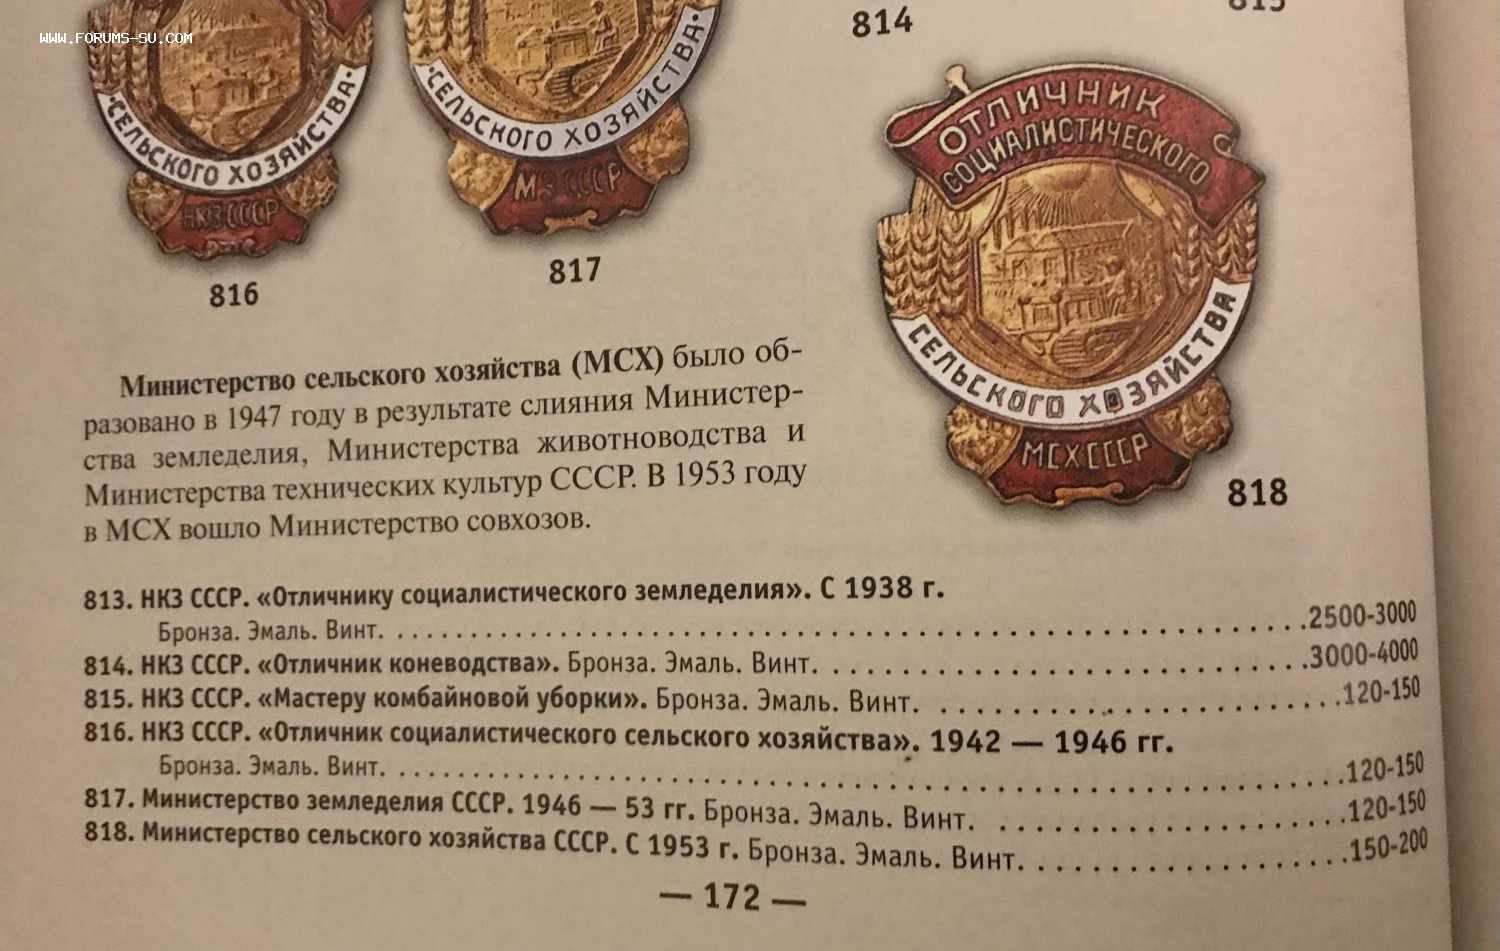 WWW.FORUMS-SU.COM
814
815
СЕЛЬСКОГО ХОЗЯЙСТВА
НКЗ СССР
816
СЕЛЬСКОГО ХОЗЯЙСТВА
МЗ СССР
817
ОТЛИЧНИК
СОЦИАЛИСТИЧЕСКОГО
СЕЛЬСКОГО ХОЗЯЙСТВА
МСХ СССР
818
Министерство сельского хозяйства (МСХ) было об-
разовано в 1947 году в результате слияния Министер-
ства земледелия, Министерства животноводства и
Министерства технических культур СССР. В 1953 году
в МСХ вошло Министерство совхозов.
813. НКЗ СССР. «Отличнику социалистического земледелия». С 1938 г.
Бронза. Эмаль. Винт. . . . . . . . . . . . . . . . . . . . . . . . . . . . . . . . . . . . . . . . . . . . . . . . . .2500-3000
814. НКЗ СССР. «Отличник коневодства». Бронза. Эмаль. Винт. . . . . . . . . . . . . . . . . . . . . . . . . . .3000-4000
815. НКЗ СССР. «Мастеру комбайновой уборки». Бронза. Эмаль. Винт. . . . . . . . . . . . . . . . . . . . . . .120-150
816. НКЗ СССР. «Отличник социалистического сельского хозяйства». 1942 — 1946 гг.
Бронза. Эмаль. Винт. . . . . . . . . . . . . . . . . . . . . . . . . . . . . . . . . . . . . . . . . . . . . . . . . . .120-150
817. Министерство земледелия СССР. 1946 — 53 гг. Бронза. Эмаль. Винт. . . . . . . . . . . . . . . . . . . .120-150
818. Министерство сельского хозяйства СССР. С 1953 г. Бронза. Эмаль. Винт. . . . . . . . . . . . . . . . . .150-200
— 172 —